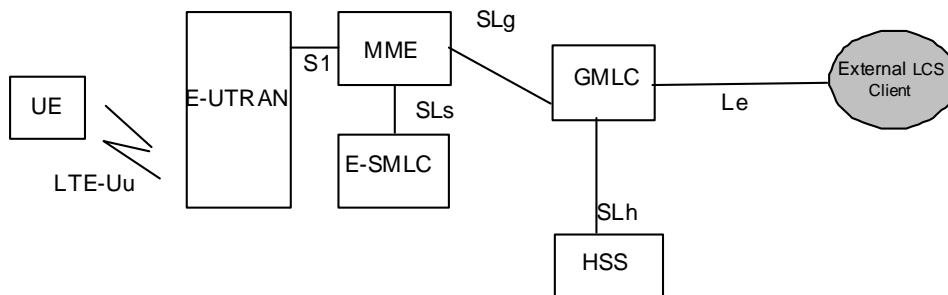 SLg
MME
S1
GMLC
External LCS
Client
E-UTRAN
UE
Le
SLs
E-SMLC
LTE-Uu
SLh
HSS